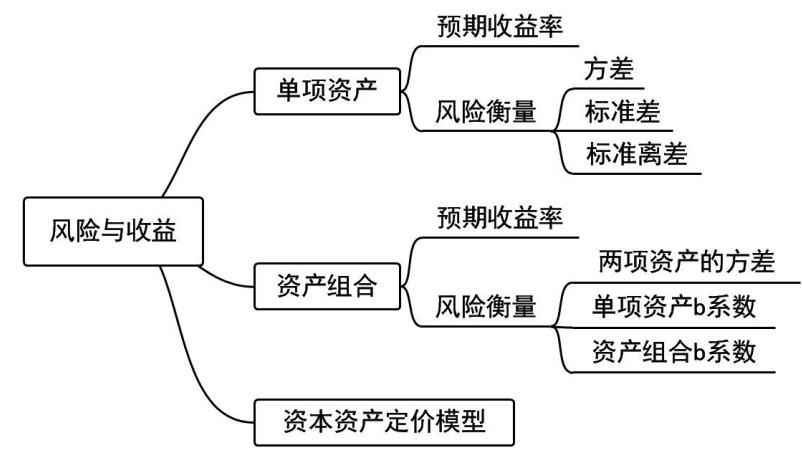 风险与收益
单项资产
预期收益率
风险衡量
方差
标准差
标准离差
资产组合
预期收益率
风险衡量
两项资产的方差
单项资产b系数
资产组合b系数
资本资产定价模型